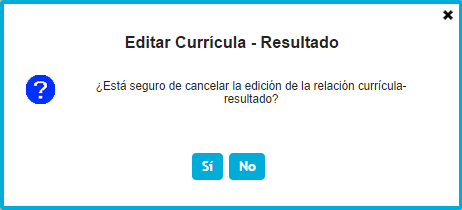 Editar Currícula - Resultado
¿Está seguro de cancelar la edición de la relación currícula-
resultado?
Sí No